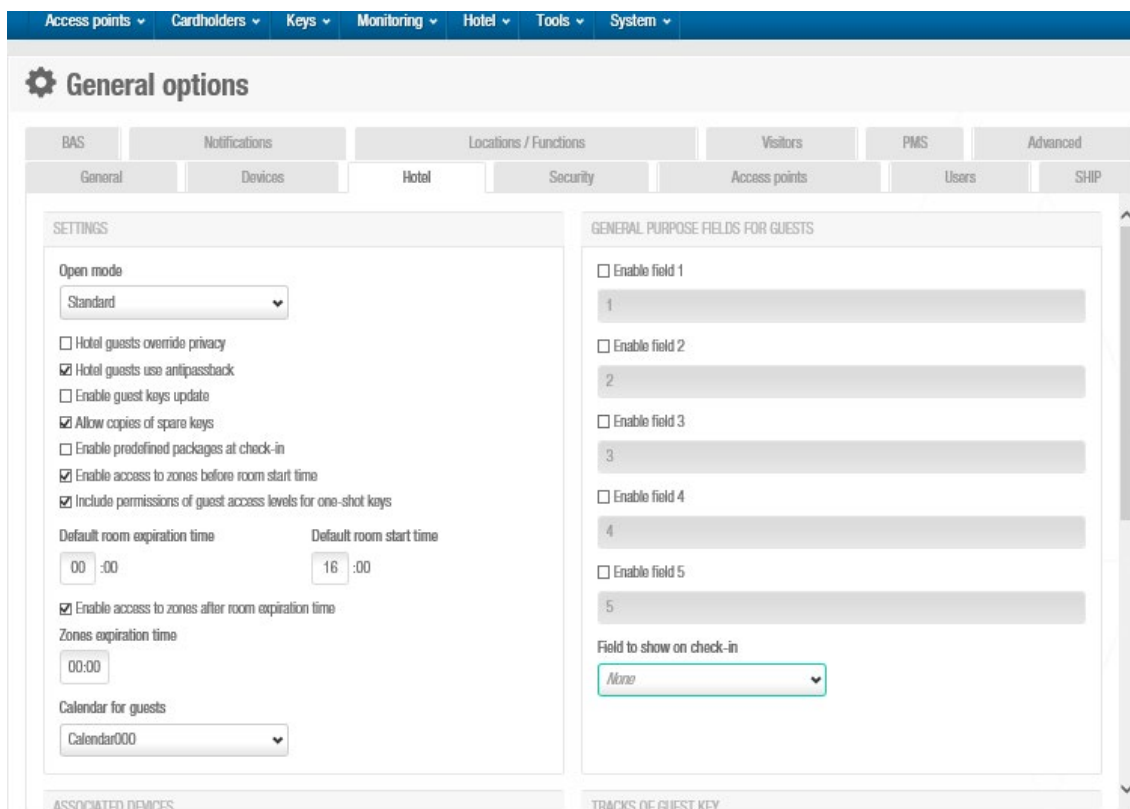 Access points Cardholders Keys Monitoring Hotel Tools System
General options
BAS Notifications Locations / Functions Visitors PMS Advanced
General Devices Hotel Security Access points Users SHIP
SETTINGS
Open mode
Standard
Hotel guests override privacy
Hotel guests use antipassback
Enable guest keys update
Allow copies of spare keys
Enable predefined packages at check-in
Enable access to zones before room start time
Include permissions of guest access levels for one-shot keys
Default room expiration time Default room start time
00 :00 16 :00
Enable access to zones after room expiration time
Zones expiration time
00:00
Calendar for guests
Calendar000
GENERAL PURPOSE FIELDS FOR GUESTS
Enable field 1
1
Enable field 2
2
Enable field 3
3
Enable field 4
4
Enable field 5
5
Field to show on check-in
None
ASSOCIATED DEVICES
TRACKS OF GUEST KEY